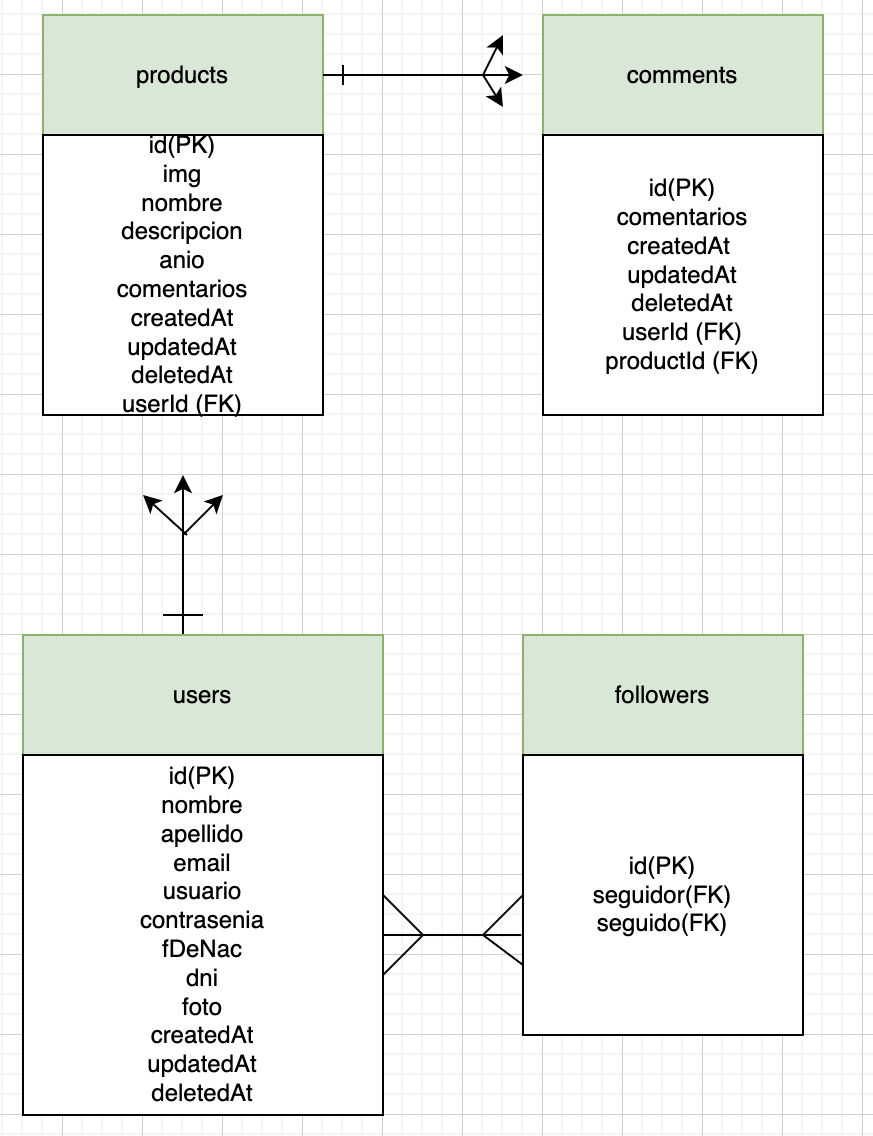 products
id(PK)
img
nombre
descripcion
anio
comentarios
createdAt
updatedAt
deletedAt
userId (FK)
comments
id(PK)
comentarios
createdAt
updatedAt
deletedAt
userId (FK)
productId (FK)
users
id(PK)
nombre
apellido
email
usuario
contrasenia
fDeNac
dni
foto
createdAt
updatedAt
deletedAt
followers
id(PK)
seguidor(FK)
seguido(FK)